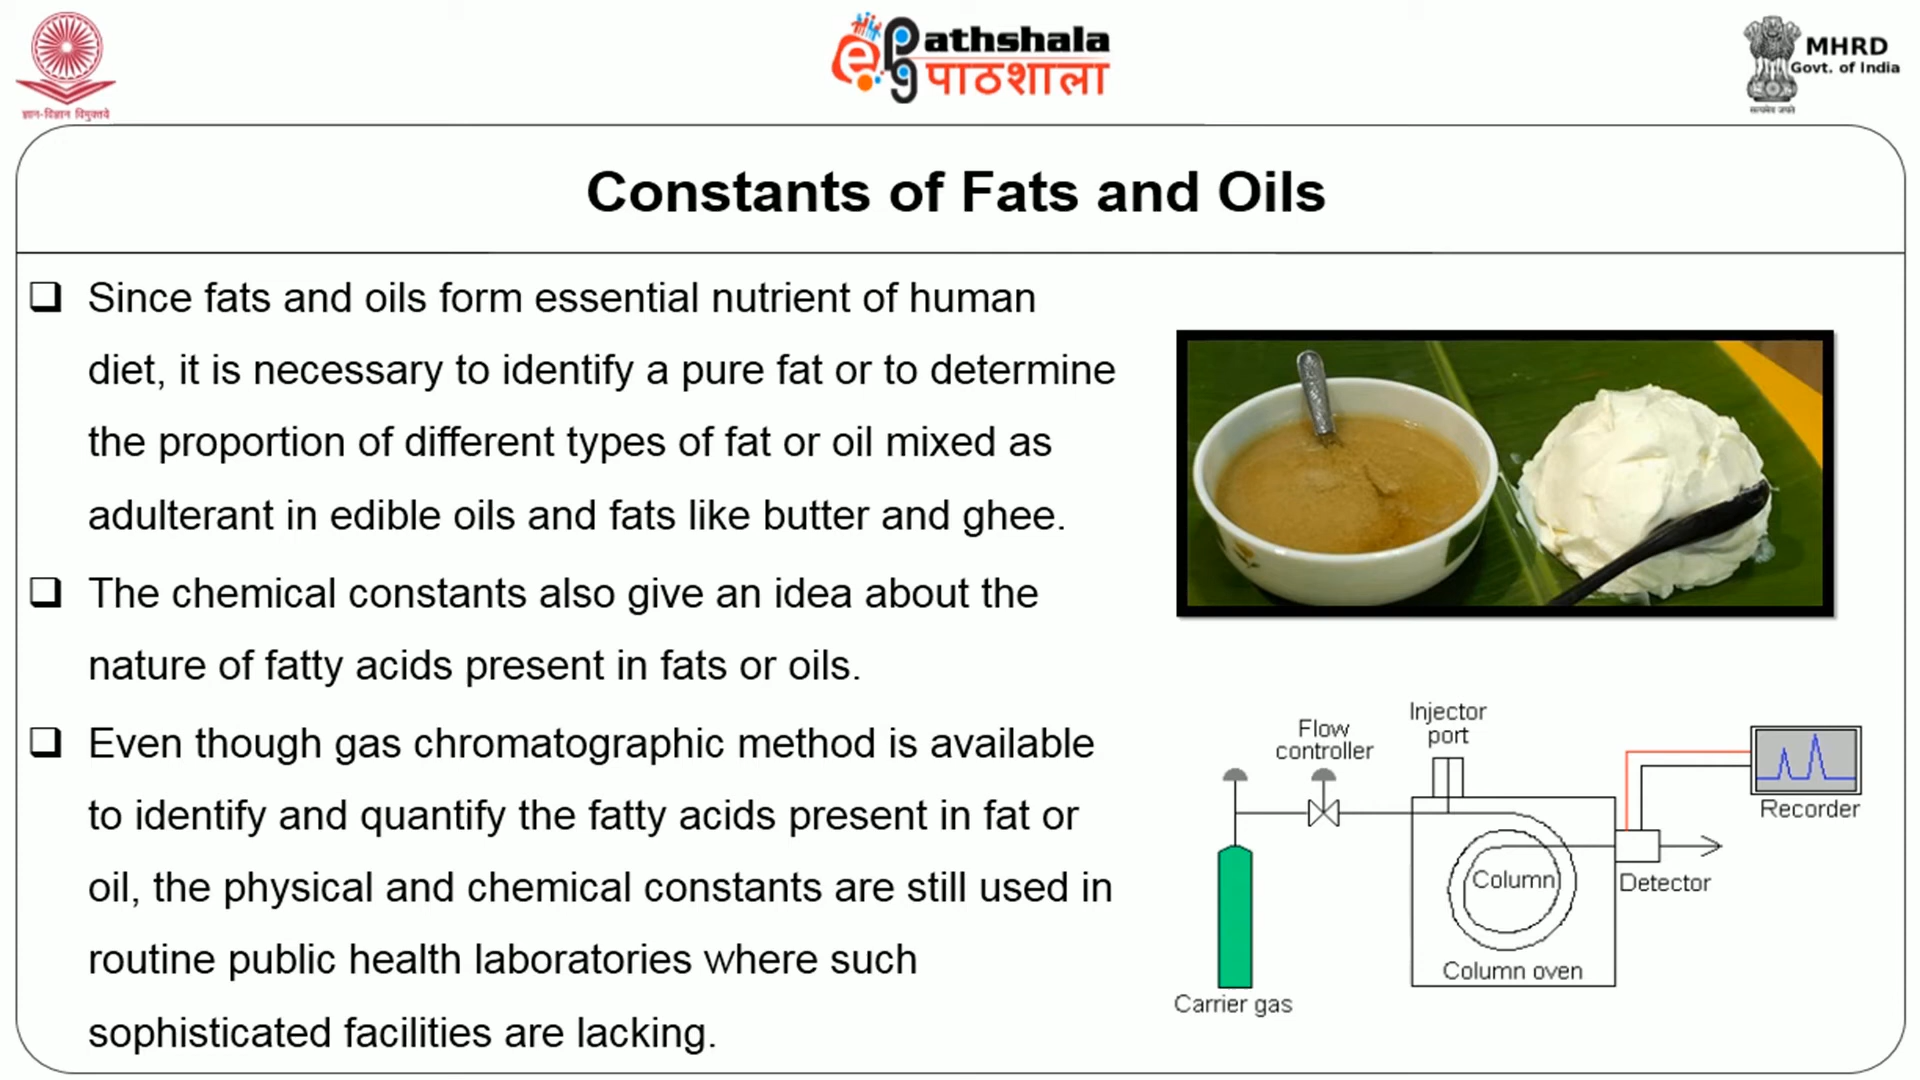 ज्ञान-विज्ञान विमुक्तये
epg
Pathshala
पाठशाला
MHRD
Govt. of India
सत्यमेव जयते
Constants of Fats and Oils
Since fats and oils form essential nutrient of human
diet, it is necessary to identify a pure fat or to determine
the proportion of different types of fat or oil mixed as
adulterant in edible oils and fats like butter and ghee.
The chemical constants also give an idea about the
nature of fatty acids present in fats or oils.
Even though gas chromatographic method is available
to identify and quantify the fatty acids present in fat or
oil, the physical and chemical constants are still used in
routine public health laboratories where such
sophisticated facilities are lacking.
Flow
controller
Injector
port
Recorder
Column
Detector
Column oven
Carrier gas